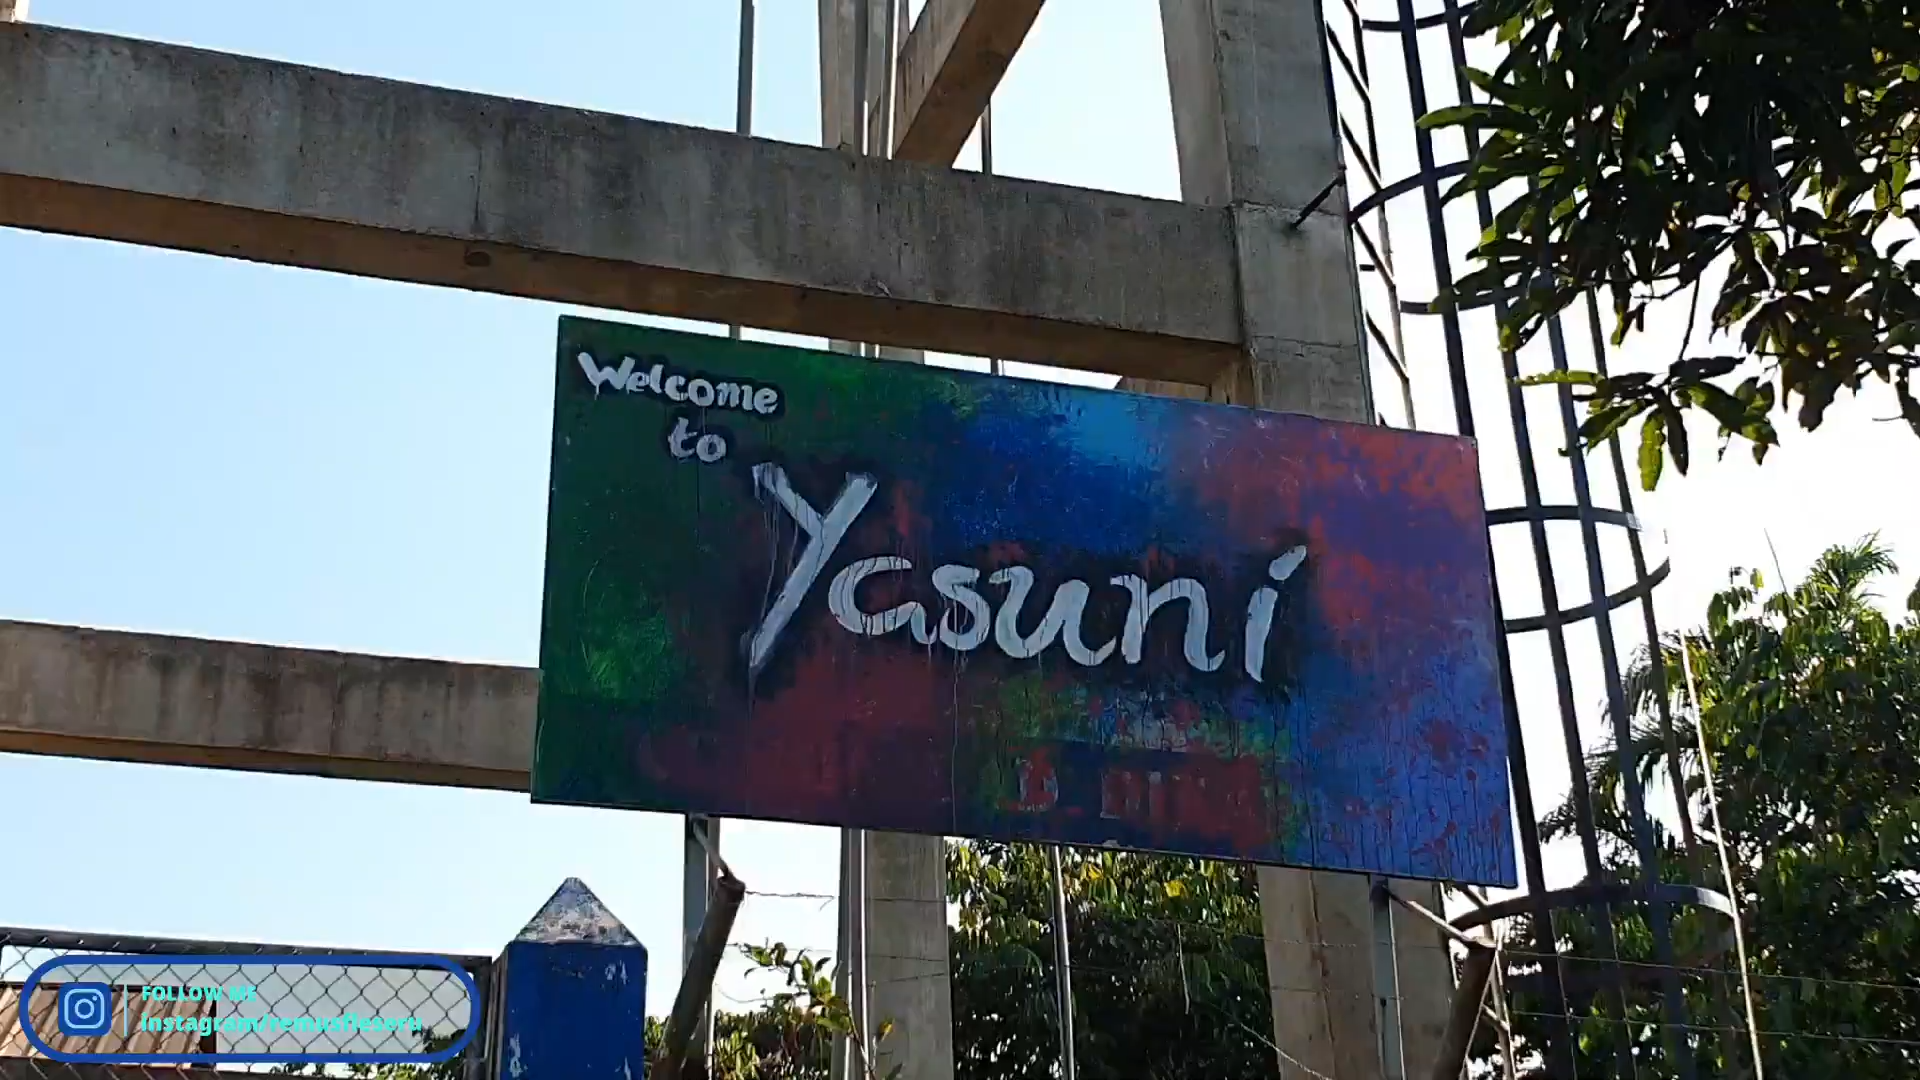 Welcome
to
Yasuni
FOLLOW ME
instagram/remusfleseru